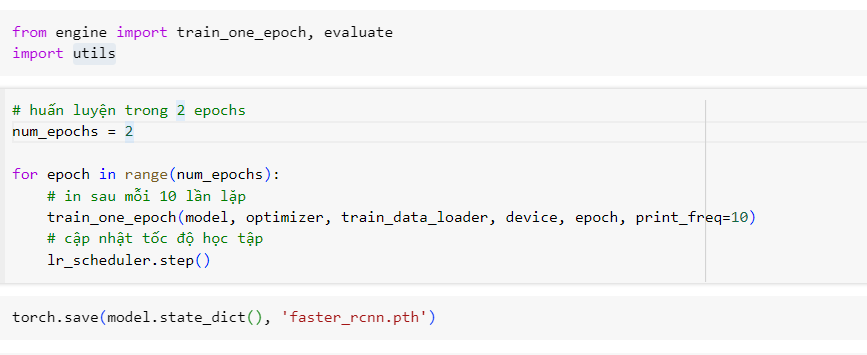 from engine import train_one_epoch, evaluate
import utils
# huấn luyện trong 2 epochs
num_epochs = 2
for epoch in range(num_epochs):
    # in sau mỗi 10 lần lặp
    train_one_epoch(model, optimizer, train_data_loader, device, epoch, print_freq=10)
    # cập nhật tốc độ học tập
    lr_scheduler.step()
torch.save(model.state_dict(), 'faster_rcnn.pth')